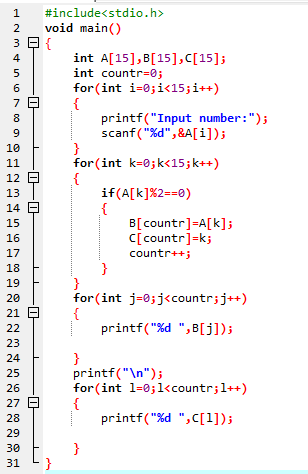 1 #include<stdio.h>
2 void main()
3 {
4 int A[15],B[15],C[15];
5 int countr=0;
6 for(int i=0;i<15;i++)
7 {
8 printf("Input number:");
9 scanf("%d",&A[i]);
10 }
11 for(int k=0;k<15;k++)
12 {
13 if(A[k]%2==0)
14 {
15 B[countr]=A[k];
16 C[countr]=k;
17 countr++;
18 }
19 }
20 for(int j=0;j<countr;j++)
21 {
22 printf("%d ",B[j]);
23
24 }
25 printf("\n");
26 for(int l=0;l<countr;l++)
27 {
28 printf("%d ",C[l]);
29
30 }
31 }